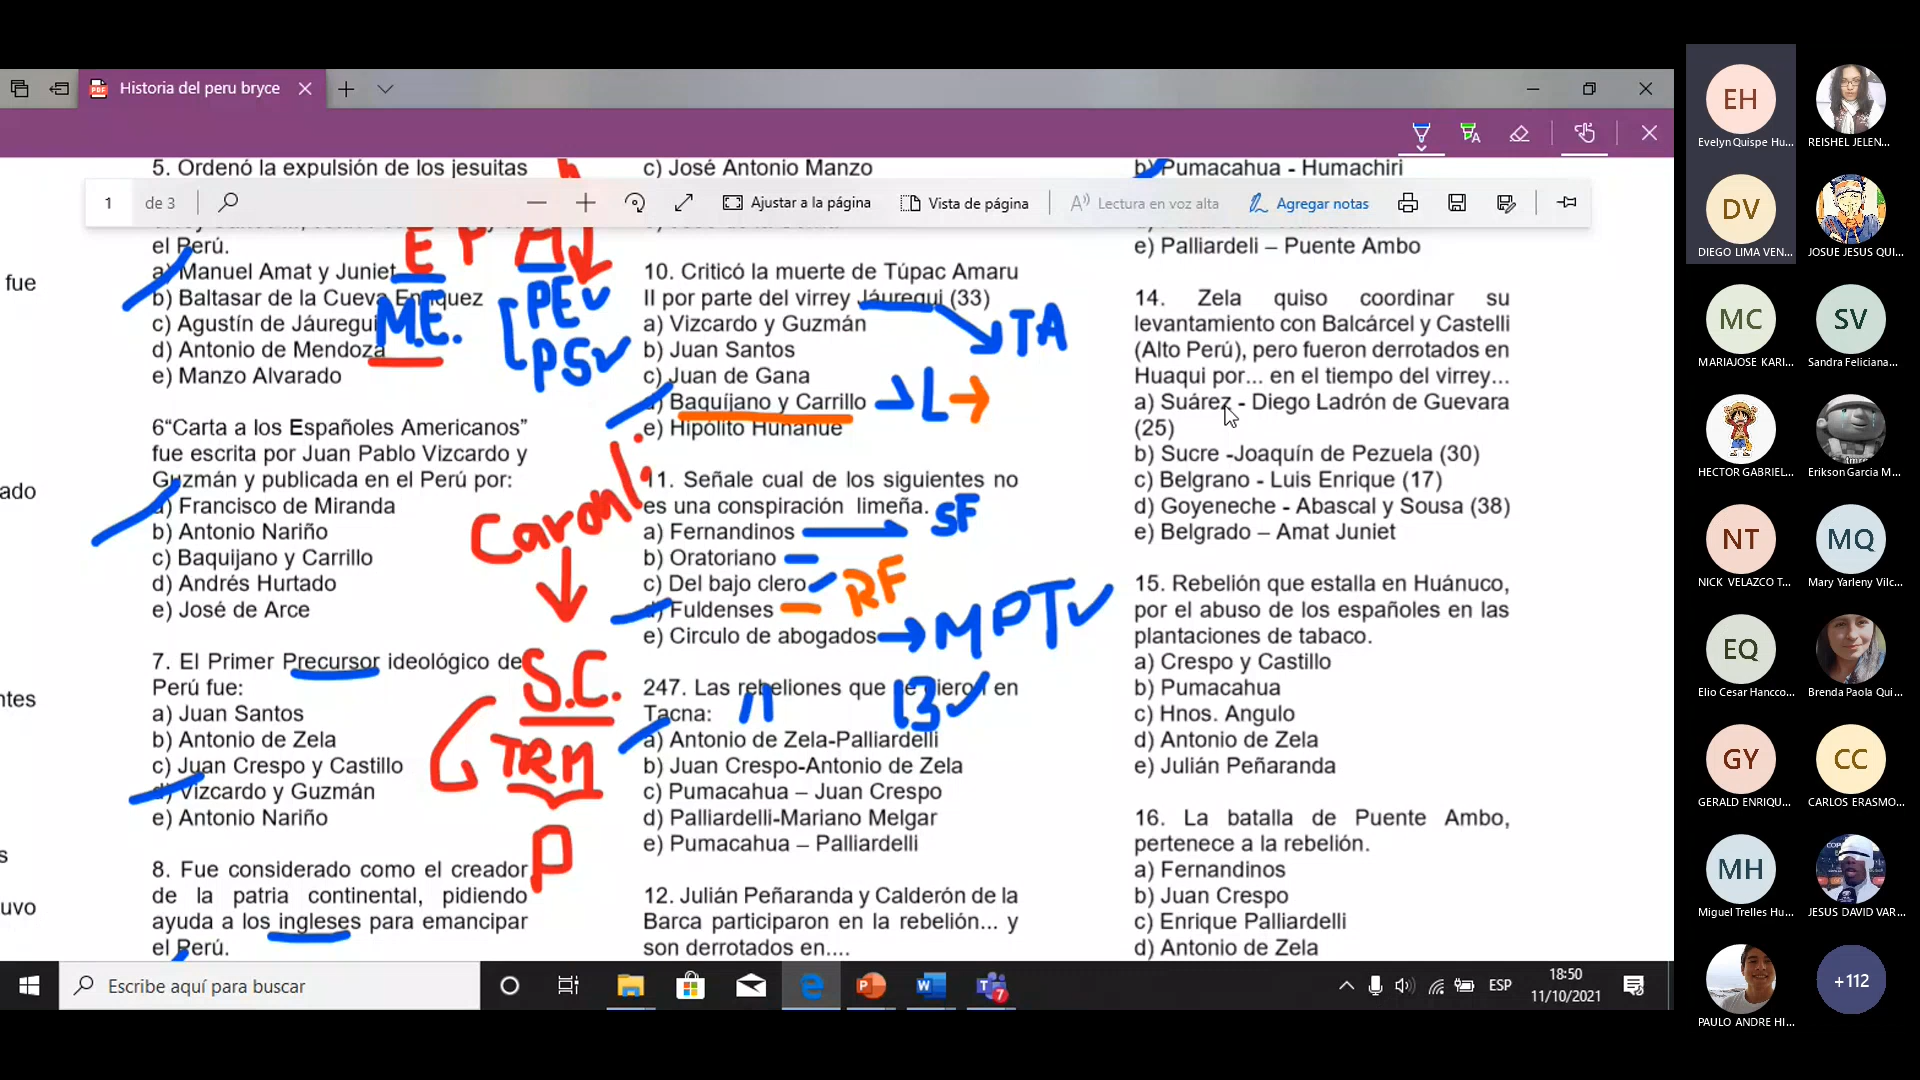 Historia del peru bryce
1 de 3
Ajustar a la página
Vista de página
Lectura en voz alta
Agregar notas
fue
ado
ntes
s
uvo
5. Ordenó la expulsión de los jesuitas
el Perú.
a) Manuel Amat y Juniet
b) Baltasar de la Cueva Enriquez
c) Agustín de Jáuregui
d) Antonio de Mendoza
e) Manzo Alvarado
E P A
M.E.
PE
PS
6“Carta a los Españoles Americanos”
fue escrita por Juan Pablo Vizcardo y
Guzmán y publicada en el Perú por:
a) Francisco de Miranda
b) Antonio Nariño
c) Baquijano y Carrillo
d) Andrés Hurtado
e) José de Arce
7. El Primer Precursor ideológico de
Perú fue:
a) Juan Santos
b) Antonio de Zela
c) Juan Crespo y Castillo
d) Vizcardo y Guzmán
e) Antonio Nariño
S.C.
TRM
P
8. Fue considerado como el creador
de la patria continental, pidiendo
ayuda a los ingleses para emancipar
el Perú.
c) José Antonio Manzo
10. Criticó la muerte de Túpac Amaru
II por parte del virrey Jáuregui (33)
a) Vizcardo y Guzmán
b) Juan Santos
c) Juan de Gana
d) Baquíjano y Carrillo
e) Hipólito Hunanue
TA
L
11. Señale cual de los siguientes no
es una conspiración limeña.
a) Fernandinos
b) Oratoriano
c) Del bajo clero
d) Fuldenses
e) Circulo de abogados
SF
RF
MPT
247. Las rebeliones que se dieron en
Tacna:
11
13
a) Antonio de Zela-Palliardelli
b) Juan Crespo-Antonio de Zela
c) Pumacahua – Juan Crespo
d) Palliardelli-Mariano Melgar
e) Pumacahua – Palliardelli
12. Julián Peñaranda y Calderón de la
Barca participaron en la rebelión... y
son derrotados en....
b) Pumacahua - Humachiri
e) Palliardeli – Puente Ambo
14. Zela quiso coordinar su
levantamiento con Balcárcel y Castelli
(Alto Perú), pero fueron derrotados en
Huaqui por... en el tiempo del virrey...
a) Suárez - Diego Ladrón de Guevara
(25)
b) Sucre -Joaquín de Pezuela (30)
c) Belgrano - Luis Enrique (17)
d) Goyeneche - Abascal y Sousa (38)
e) Belgrado – Amat Juniet
15. Rebelión que estalla en Huánuco,
por el abuso de los españoles en las
plantaciones de tabaco.
a) Crespo y Castillo
b) Pumacahua
c) Hnos. Angulo
d) Antonio de Zela
e) Julián Peñaranda
16. La batalla de Puente Ambo,
pertenece a la rebelión.
a) Fernandinos
b) Juan Crespo
c) Enrique Palliardelli
d) Antonio de Zela
Escribe aquí para buscar
7
ESP
18:50
11/10/2021
EH
Evelyn Quispe Hu...
REISHEL JELEN...
DV
DIEGO LIMA VEN...
JOSUE JESUS QUI...
MC
MARIAJOSE KARI...
SV
Sandra Feliciana...
HECTOR GABRIEL...
Erikson Garcia M...
NT
NICK VELAZCO T...
MQ
Mary Yarleny Vilc...
EQ
Elio Cesar Hancco...
Brenda Paola Qui...
GY
GERALD ENRIQU...
CC
CARLOS ERASMO...
MH
Miguel Trelles Hu...
JESUS DAVID VAR...
PAULO ANDRE HI...
+112